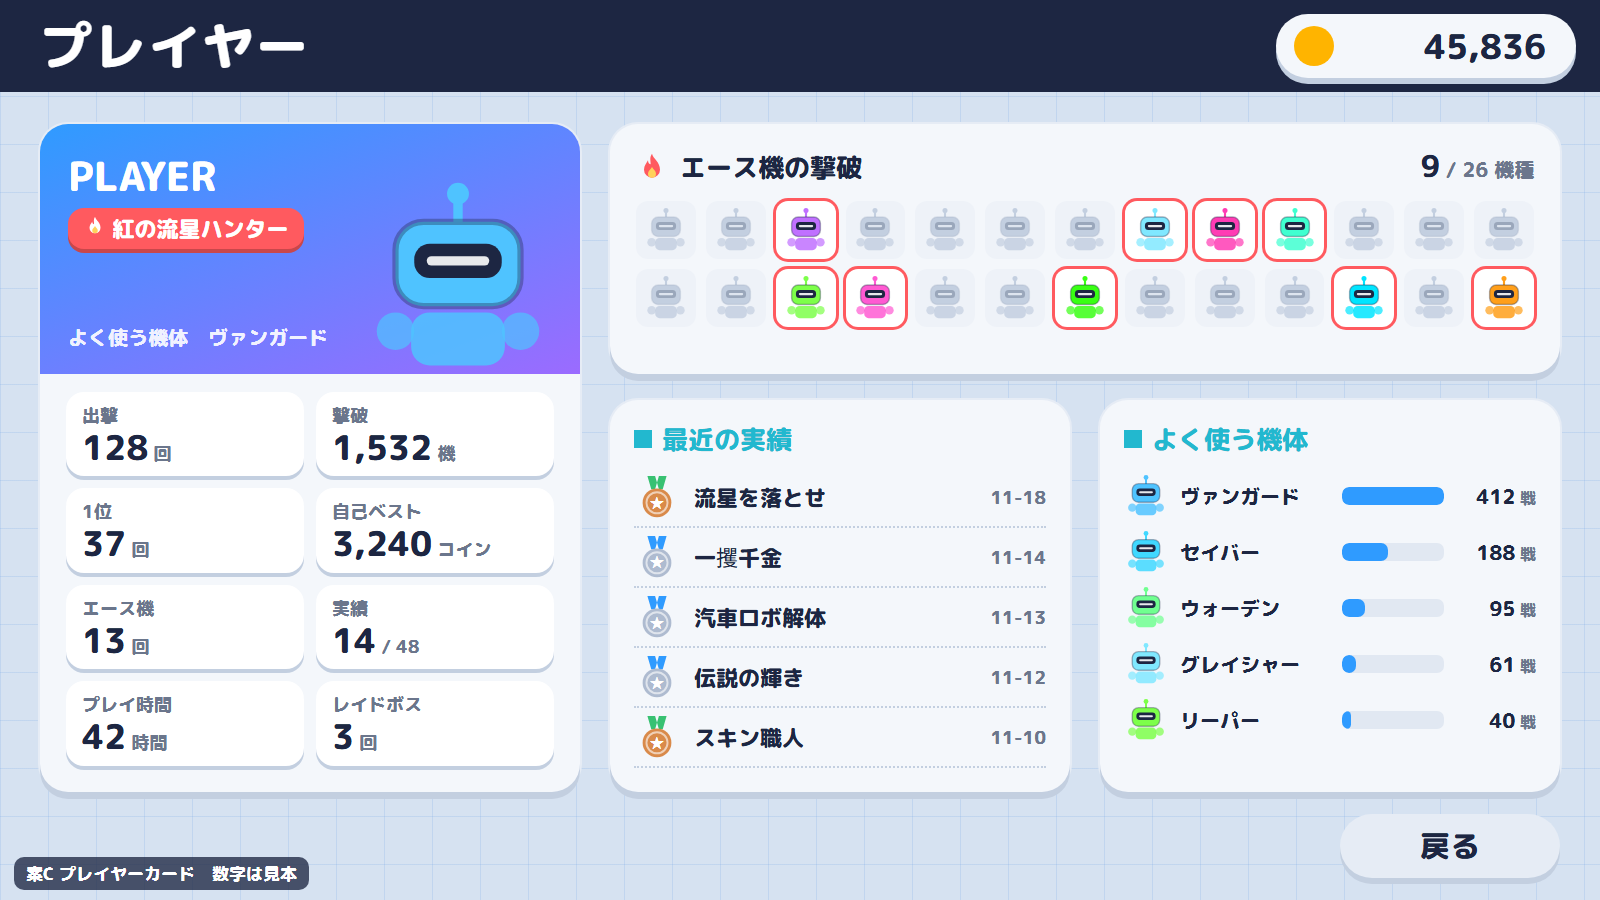 プレイヤー
45,836
PLAYER
紅の流星ハンター
よく使う機体　ヴァンガード
出撃
128 回
撃破
1,532 機
1位
37 回
自己ベスト
3,240 コイン
エース機
13 回
実績
14 / 48
プレイ時間
42 時間
レイドボス
3 回
エース機の撃破
9 / 26 機種
最近の実績
流星を落とせ 11-18
一攫千金 11-14
汽車ロボ解体 11-13
伝説の輝き 11-12
スキン職人 11-10
よく使う機体
ヴァンガード 412 戦
セイバー 188 戦
ウォーデン 95 戦
グレイシャー 61 戦
リーパー 40 戦
戻る
案C プレイヤーカード　数字は見本